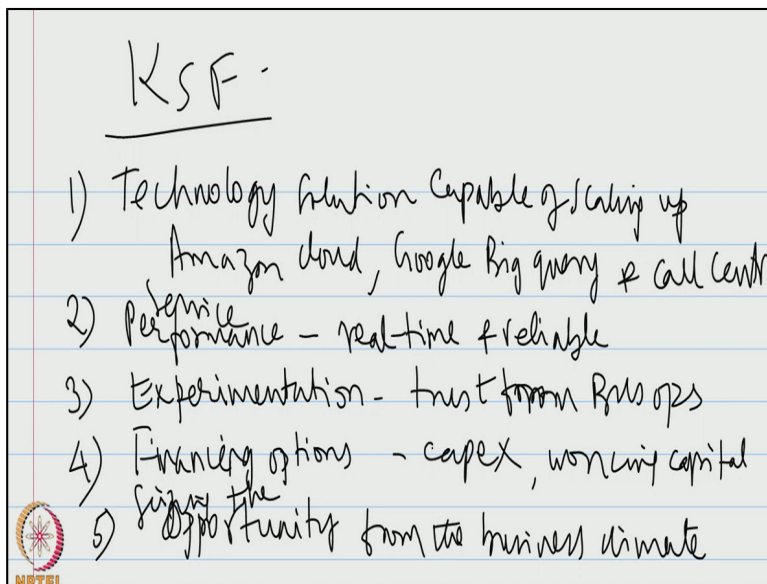 KSF.
1) Technology Solution Capable of scaling up
Amazon cloud, Google Big query & call centr
service
2) Performance - real-time & reliable
3) Experimentation - trust from Bus ops
4) Financing options - capex, working capital
5) the Opportunity from the business climate
NPTEL